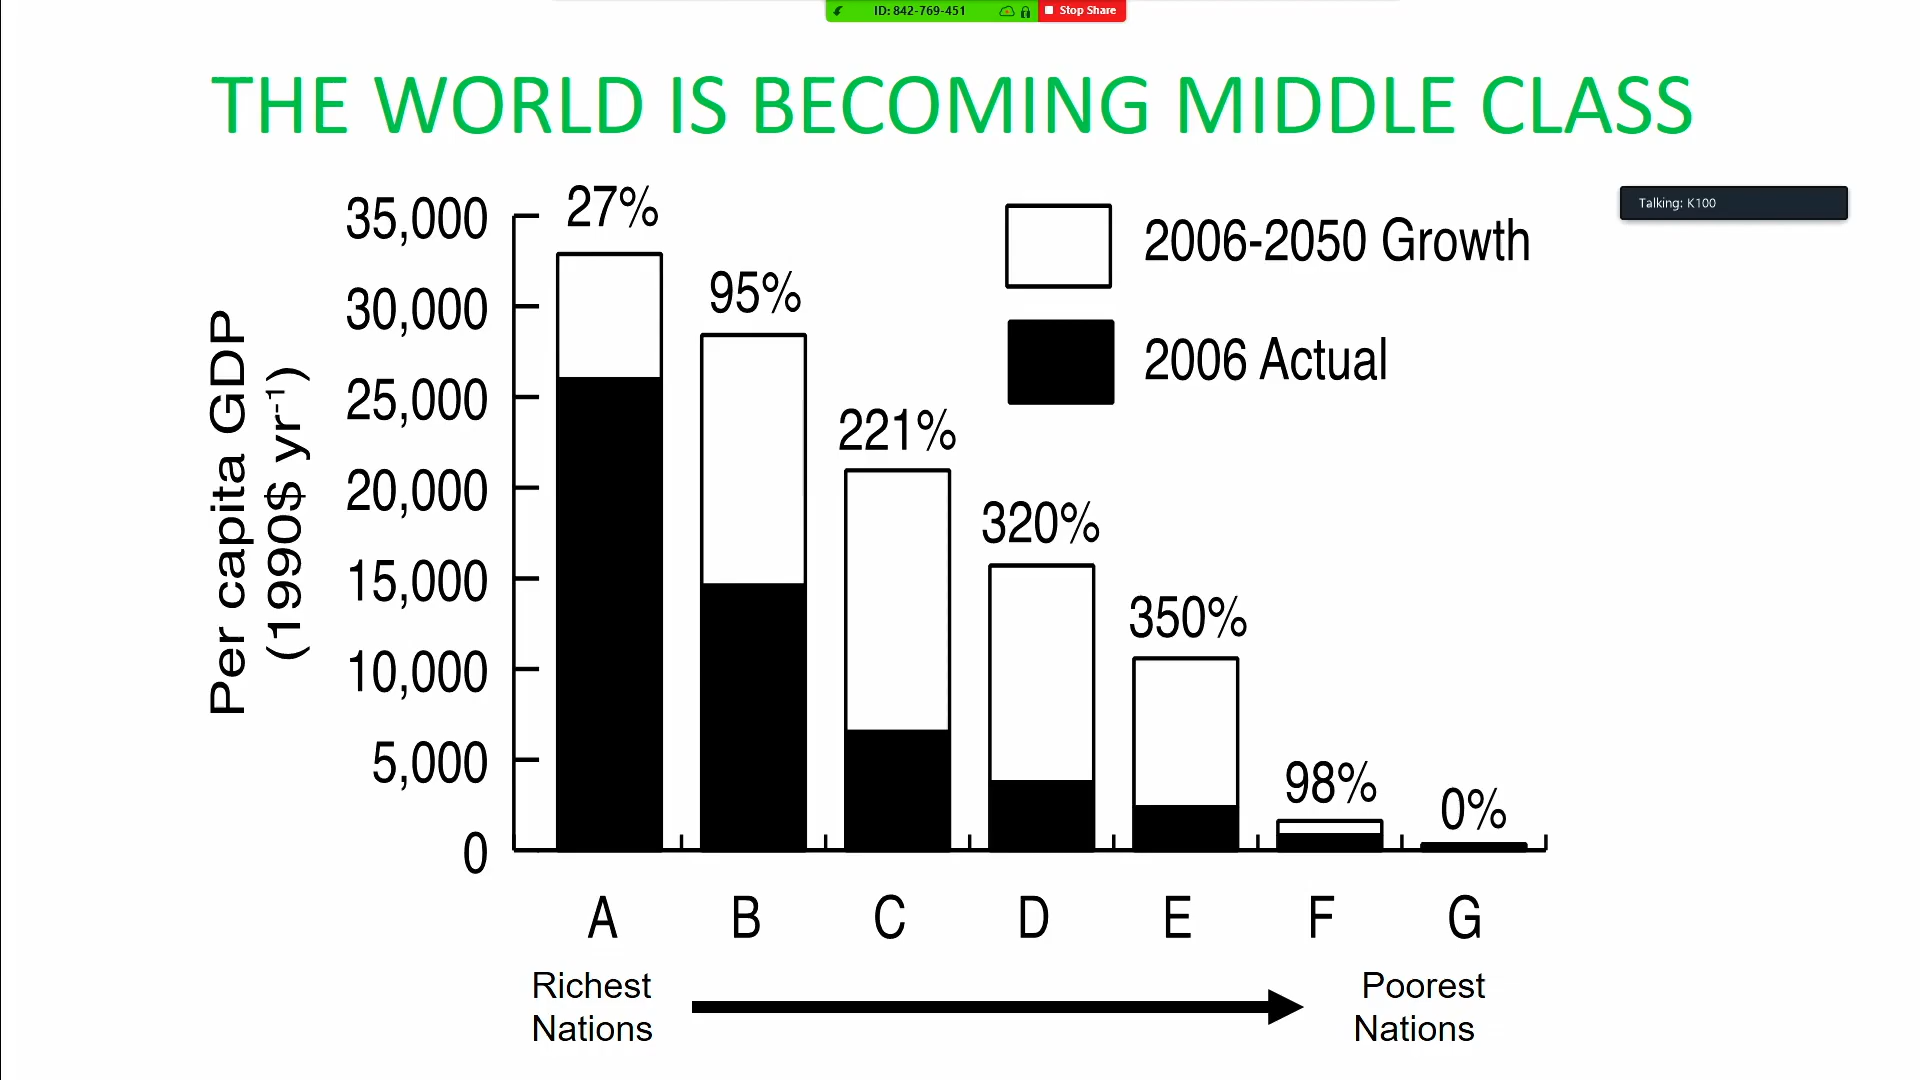 ID: 842-769-451
Stop Share
THE WORLD IS BECOMING MIDDLE CLASS
Talking: K100
Per capita GDP
(1990$ yr-1)
35,000
30,000
25,000
20,000
15,000
10,000
5,000
0
27%
95%
221%
320%
350%
98%
0%
2006-2050 Growth
2006 Actual
A B C D E F G
Richest
Nations
Poorest
Nations